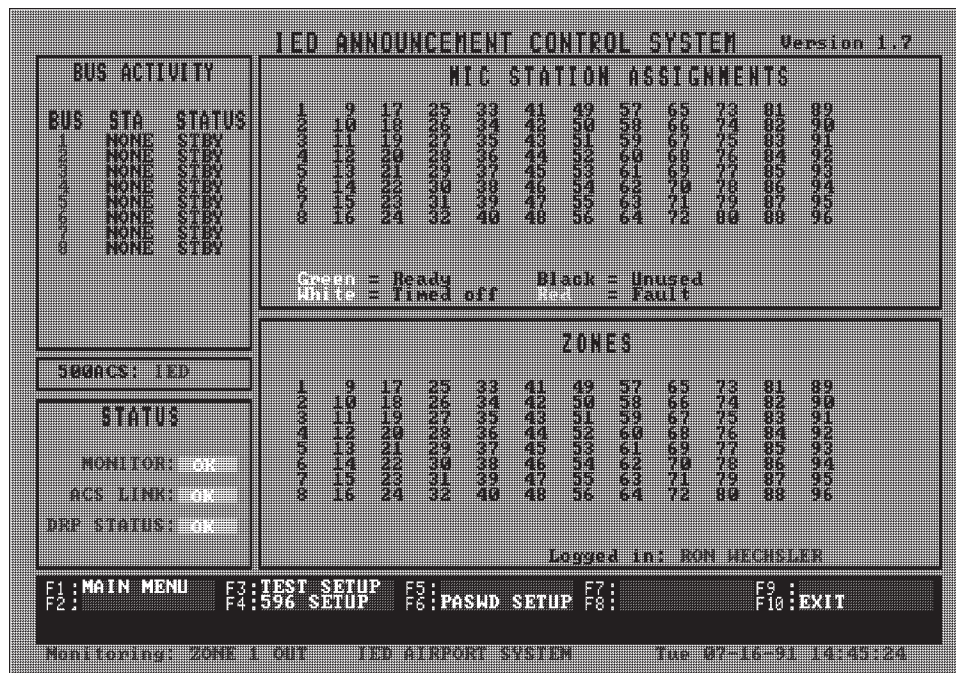 IED ANNOUNCEMENT CONTROL SYSTEM Version 1.7
BUS ACTIVITY
BUS STA STATUS
1 NONE STBY
2 NONE STBY
3 NONE STBY
4 NONE STBY
5 NONE STBY
6 NONE STBY
7 NONE STBY
8 NONE STBY
MIC STATION ASSIGNMENTS
1 9 17 25 33 41 49 57 65 73 81 89
2 10 18 26 34 42 50 58 66 74 82 90
3 11 19 27 35 43 51 59 67 75 83 91
4 12 20 28 36 44 52 60 68 76 84 92
5 13 21 29 37 45 53 61 69 77 85 93
6 14 22 30 38 46 54 62 70 78 86 94
7 15 23 31 39 47 55 63 71 79 87 95
8 16 24 32 40 48 56 64 72 80 88 96
Green = Ready Black = Unused
White = Timed off Red = Fault
500ACS: IED
STATUS
MONITOR: OK
ACS LINK: OK
DRP STATUS: OK
ZONES
1 9 17 25 33 41 49 57 65 73 81 89
2 10 18 26 34 42 50 58 66 74 82 90
3 11 19 27 35 43 51 59 67 75 83 91
4 12 20 28 36 44 52 60 68 76 84 92
5 13 21 29 37 45 53 61 69 77 85 93
6 14 22 30 38 46 54 62 70 78 86 94
7 15 23 31 39 47 55 63 71 79 87 95
8 16 24 32 40 48 56 64 72 80 88 96
Logged in: RON WECHSLER
F1: MAIN MENU F3: TEST SETUP F5: F7: F9:
F2: F4: 596 SETUP F6: PASWD SETUP F8: F10: EXIT
Monitoring: ZONE 1 OUT IED AIRPORT SYSTEM Tue 07-16-91 14:45:24